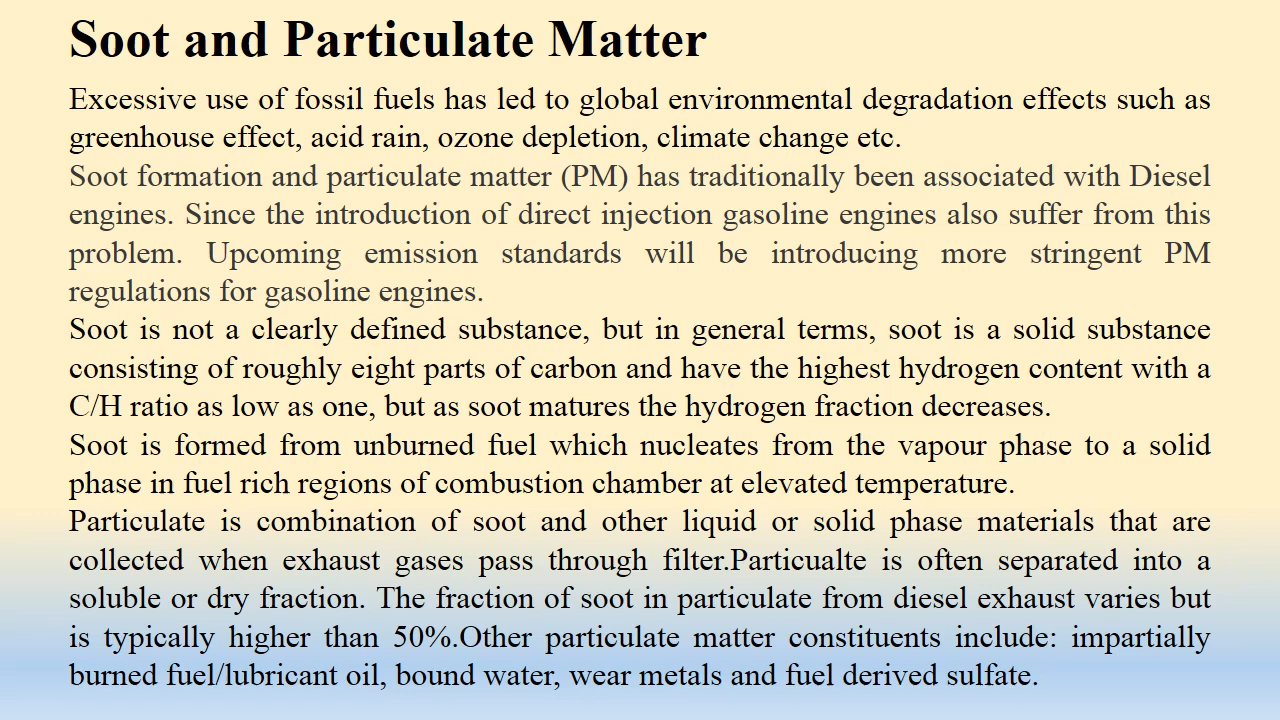 Soot and Particulate Matter
Excessive use of fossil fuels has led to global environmental degradation effects such as
greenhouse effect, acid rain, ozone depletion, climate change etc.
Soot formation and particulate matter (PM) has traditionally been associated with Diesel
engines. Since the introduction of direct injection gasoline engines also suffer from this
problem. Upcoming emission standards will be introducing more stringent PM
regulations for gasoline engines.
Soot is not a clearly defined substance, but in general terms, soot is a solid substance
consisting of roughly eight parts of carbon and have the highest hydrogen content with a
C/H ratio as low as one, but as soot matures the hydrogen fraction decreases.
Soot is formed from unburned fuel which nucleates from the vapour phase to a solid
phase in fuel rich regions of combustion chamber at elevated temperature.
Particulate is combination of soot and other liquid or solid phase materials that are
collected when exhaust gases pass through filter.Particualte is often separated into a
soluble or dry fraction. The fraction of soot in particulate from diesel exhaust varies but
is typically higher than 50%.Other particulate matter constituents include: impartially
burned fuel/lubricant oil, bound water, wear metals and fuel derived sulfate.